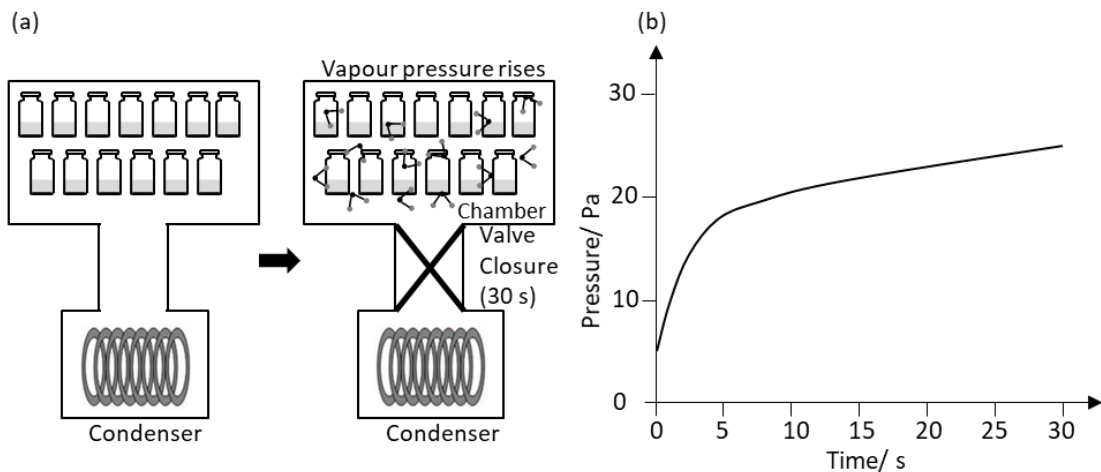 (a)
Vapour pressure rises
Chamber
Valve
Closure
(30 s)
Condenser
Condenser
(b)
Pressure/ Pa
30
20
10
0
0 5 10 15 20 25 30
Time/ s